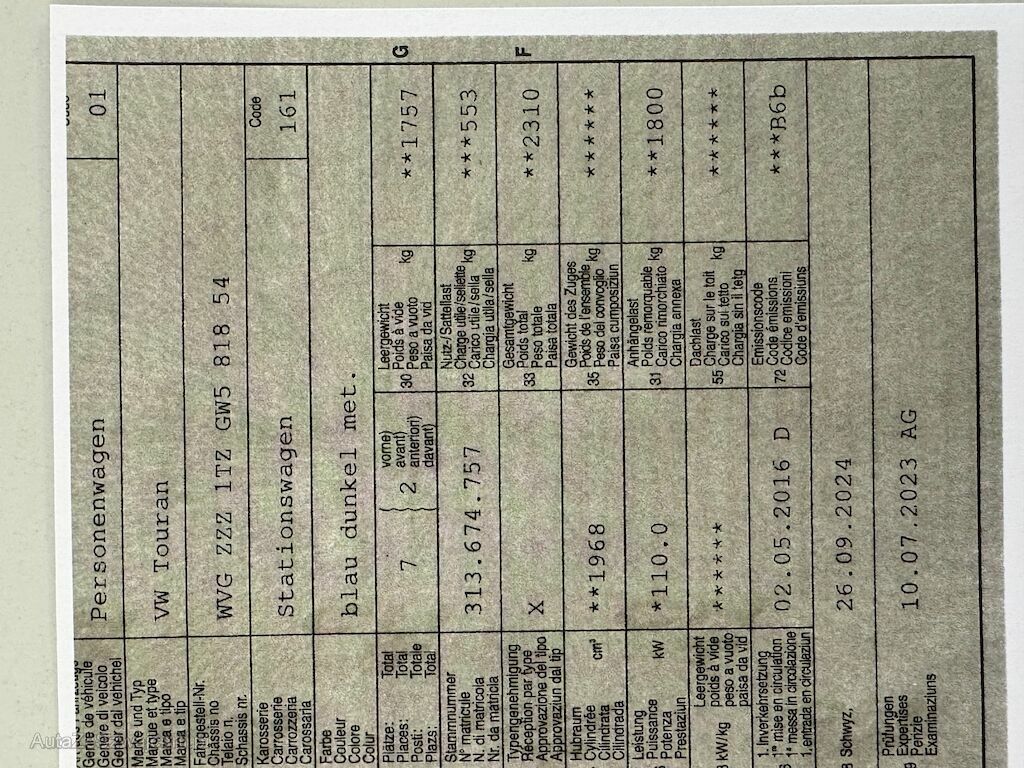 Genre de véhicule
Genere di veicolo
Gener da vehichel
Personenwagen
01
Marke und Typ
Marque et type
Marca e tipo
Marca e tip
VW Touran
Fahrgestell-Nr.
Châssis no
Telaio n.
Schassis nr.
WVG ZZZ 1TZ GW5 818 54
Karosserie
Carrosserie
Carrozzeria
Carossaria
Stationswagen
Code
161
Farbe
Couleur
Colore
Colur
blau dunkel met.
Plätze: Total
Places: Total
Posti: Totale
Plazs: Total
7 ( 2
vorne)
avant)
anteriori)
davant)
30
Leergewicht
Poids à vide
Peso a vuoto
Paisa da vid
kg
**1757
G
Stammnummer
N° matricule
N. di matricola
Nr. da matricla
313.674.757
32
Nutz-/Sattellast
Charge utile/sellette
Carico utile/sella
Chargia utila/sella
kg
***553
Typengenehmigung
Réception par type
Approvazione del tipo
Approvaziun dal tip
X
33
Gesamtgewicht
Poids total
Peso totale
Paisa totala
kg
**2310
F
Hubraum
Cylindrée
Cilindrata
Cilindrada
cm³
**1968
35
Gewicht des Zuges
Poids de l'ensemble
Peso del convoglio
Paisa cumposiziun
kg
******
Leistung
Puissance
Potenza
Prestaziun
kW
*110.0
31
Anhängelast
Poids remorquable
Carico rimorchiato
Chargia annexa
kg
**1800
kW/kg
Leergewicht
poids à vide
peso a vuoto
paisa da vid
******
55
Dachlast
Charge sur le toit
Carico sul tetto
Chargia sin il tetg
kg
******
1. Inverkehrsetzung
1re mise en circulation
1a messa in circolazione
1. entrada en circulaziun
02.05.2016 D
72
Emissionscode
Code émissions
Codice emissioni
Code d'emissiuns
***B6b
Schwyz,
26.09.2024
Prüfungen
Expertises
Perizie
Examinaziuns
10.07.2023 AG